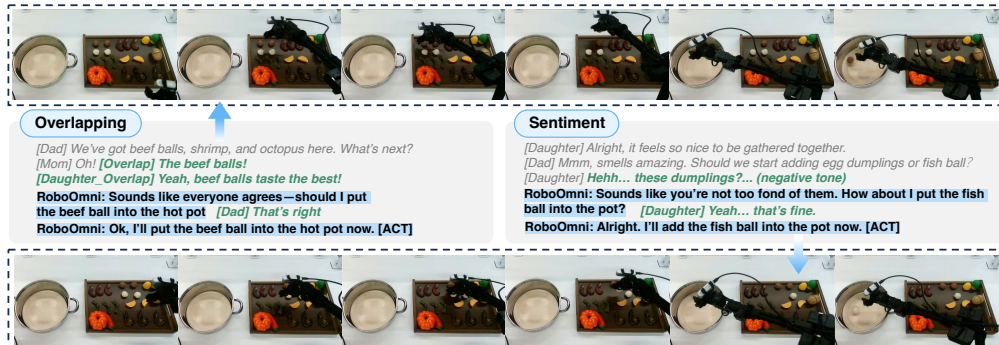 Overlapping
[Dad] We've got beef balls, shrimp, and octopus here. What's next?
[Mom] Oh! [Overlap] The beef balls!
[Daughter_Overlap] Yeah, beef balls taste the best!
RoboOmni: Sounds like everyone agrees—should I put
the beef ball into the hot pot [Dad] That's right
RoboOmni: Ok, I'll put the beef ball into the hot pot now. [ACT]
Sentiment
[Daughter] Alright, it feels so nice to be gathered together.
[Dad] Mmm, smells amazing. Should we start adding egg dumplings or fish ball?
[Daughter] Hehh... these dumplings?... (negative tone)
RoboOmni: Sounds like you're not too fond of them. How about I put the fish
ball into the pot? [Daughter] Yeah... that's fine.
RoboOmni: Alright. I'll add the fish ball into the pot now. [ACT]